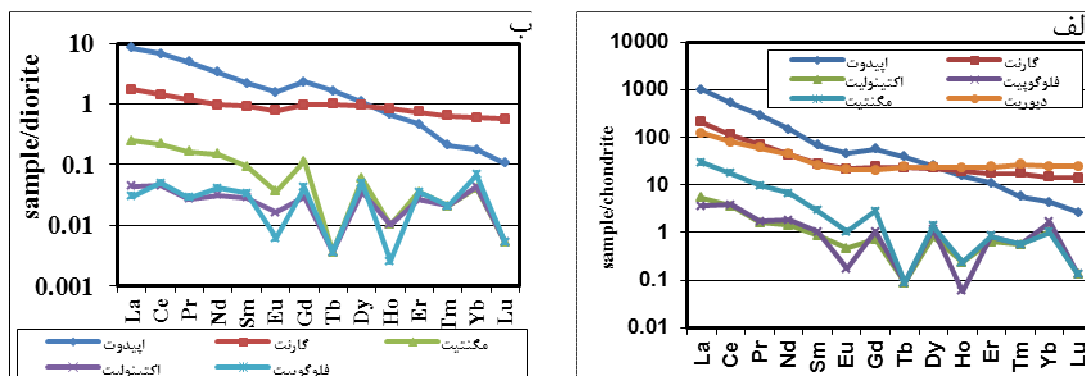 ب
10
1
0.1
0.01
0.001
sample/diorite
La Ce Pr Nd Sm Eu Gd Tb Dy Ho Er Tm Yb Lu
اپیدوت گارنت مگنتیت
اکتینولیت فلوگوپیت
الف
10000
1000
100
10
1
0.1
0.01
sample/chondrite
اپیدوت گارنت
اکتینولیت فلوگوپیت
مگنتیت دیوریت
La Ce Pr Nd Sm Eu Gd Tb Dy Ho Er Tm Yb Lu